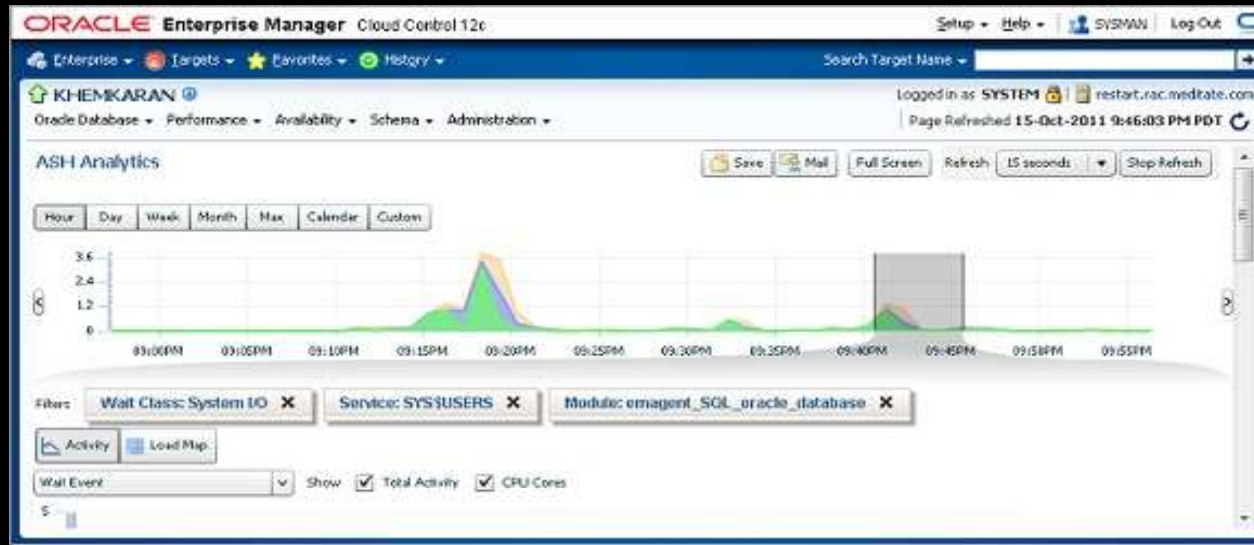 ORACLE Enterprise Manager Cloud Control 12c
Setup Help SYSMAN Log Out
Enterprise Targets Favorites History Search Target Name
KHEMKARAN Logged in as SYSTEM restart.rac.meditate.com
Oracle Database Performance Availability Schema Administration Page Refreshed 15-Oct-2011 9:46:03 PM PDT
ASH Analytics Save Mail Full Screen Refresh 15 seconds Stop Refresh
Hour Day Week Month Max Calendar Custom
3.6
2.4
1.2
0
09:00PM 09:05PM 09:10PM 09:15PM 09:20PM 09:25PM 09:30PM 09:35PM 09:40PM 09:45PM 09:50PM 09:55PM
Filters Wait Class: System I/O Service: SYS$USERS Module: emagent_SQL_oracle_database
Activity Load Map
Wait Event Show Total Activity CPU Cores
5